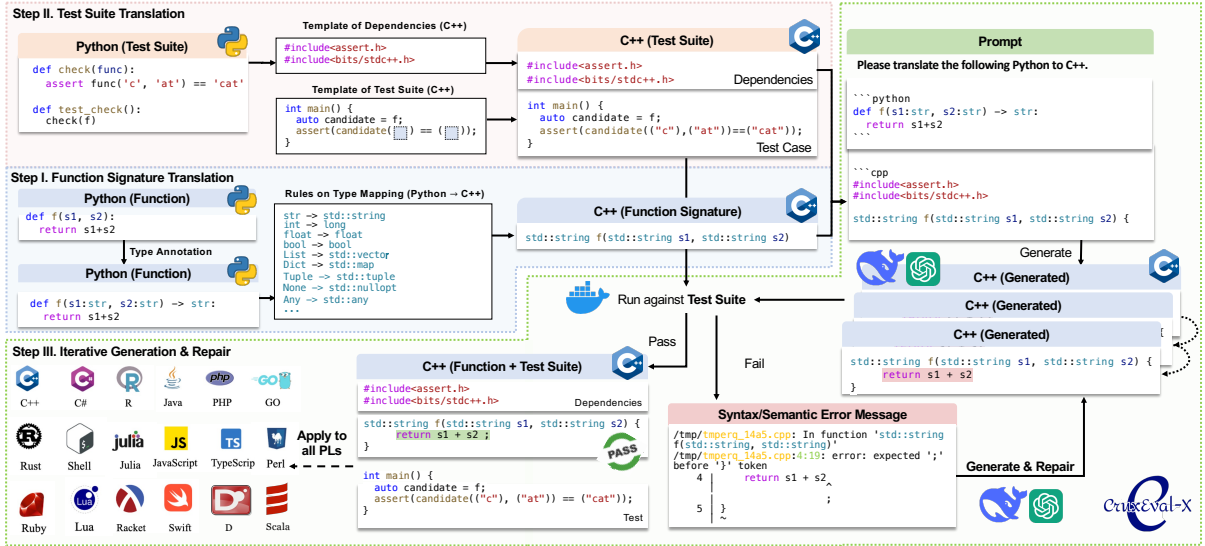 Step II. Test Suite Translation
Python (Test Suite)
def check(func):
assert func('c', 'at') == 'cat'
def test_check():
check(f)
Template of Dependencies (C++)
#include<assert.h>
#include<bits/stdc++.h>
Template of Test Suite (C++)
int main() {
auto candidate = f;
assert(candidate( ) == ( ));
}
C++ (Test Suite)
#include<assert.h>
#include<bits/stdc++.h>
Dependencies
int main() {
auto candidate = f;
assert(candidate(("c"),("at"))==("cat"));
}
Test Case
Step I. Function Signature Translation
Python (Function)
def f(s1, s2):
return s1+s2
Type Annotation
Python (Function)
def f(s1:str, s2:str) -> str:
return s1+s2
Rules on Type Mapping (Python → C++)
str -> std::string
int -> long
float -> float
bool -> bool
List -> std::vector
Dict -> std::map
Tuple -> std::tuple
None -> std::nullopt
Any -> std::any
...
C++ (Function Signature)
std::string f(std::string s1, std::string s2)
Prompt
Please translate the following Python to C++.
```python
def f(s1:str, s2:str) -> str:
return s1+s2
```
```cpp
#include<assert.h>
#include<bits/stdc++.h>
std::string f(std::string s1, std::string s2) {
Generate
C++ (Generated)
C++ (Generated)
{
C++ (Generated)
std::string f(std::string s1, std::string s2) {
return s1 + s2
}
Run against Test Suite
Pass
Fail
Step III. Iterative Generation & Repair
C++
C#
R
Java
php
PHP
GO
GO
Rust
Shell
julia
Julia
JS
JavaScript
TS
TypeScrip
Perl
Ruby
Lua
Lua
Racket
Swift
D
D
Scala
Apply to
all PLs
C++ (Function + Test Suite)
#include<assert.h>
#include<bits/stdc++.h>
Dependencies
std::string f(std::string s1, std::string s2) {
return s1 + s2 ;
}
PASS
int main() {
auto candidate = f;
assert(candidate(("c"), ("at")) == ("cat"));
}
Test
Syntax/Semantic Error Message
/tmp/tmperq_14a5.cpp: In function 'std::string
f(std::string, std::string)'
/tmp/tmperq_14a5.cpp:4:19: error: expected ';'
before '}' token
4 | return s1 + s2
| ^
| ;
5 | }
| ~
Generate & Repair
CruxEval-X